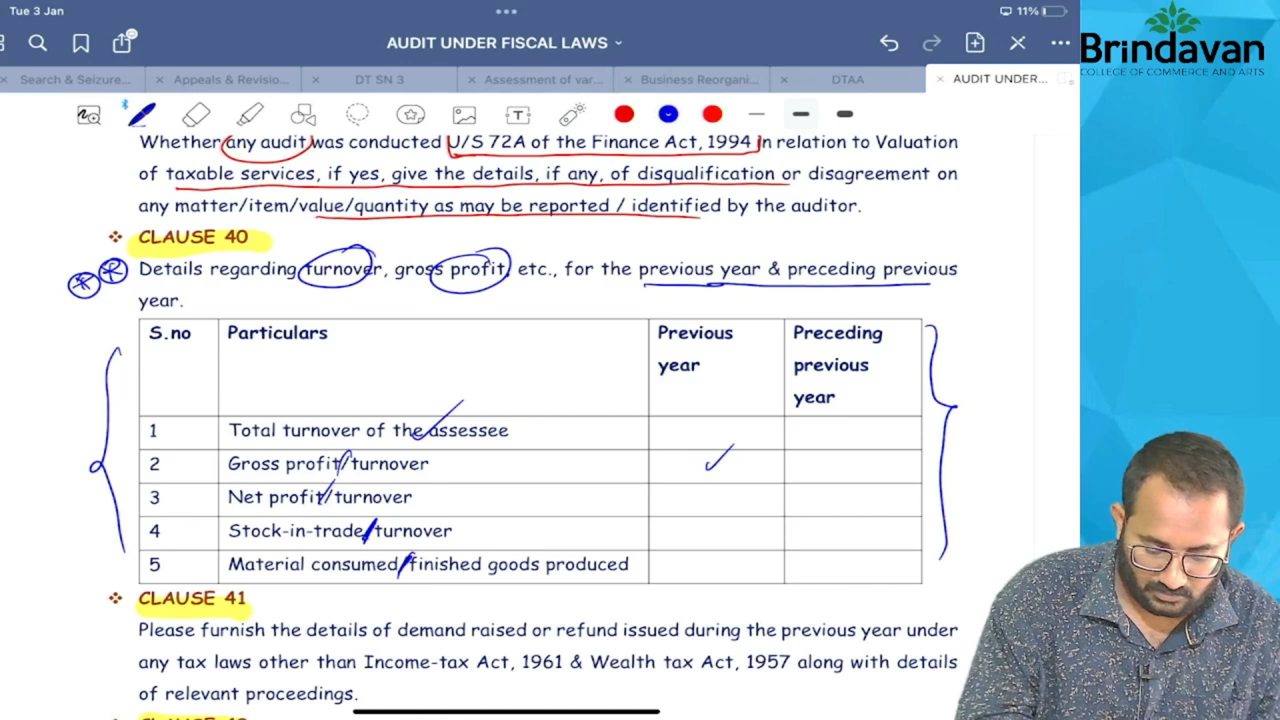 Tue 3 Jan
11%
AUDIT UNDER FISCAL LAWS
Brindavan
COLLEGE OF COMMERCE AND ARTS
Search & Seizure...
Appeals & Revisio...
DT SN 3
Assessment of var...
Business Reorgani...
DTAA
AUDIT UNDER...
Whether any audit was conducted U/S 72A of the Finance Act, 1994 in relation to Valuation
of taxable services, if yes, give the details, if any, of disqualification or disagreement on
any matter/item/value/quantity as may be reported / identified by the auditor.
CLAUSE 40
Details regarding turnover, gross profit, etc., for the previous year & preceding previous
year.
S.no Particulars Previous year Preceding previous year
1 Total turnover of the assessee
2 Gross profit/turnover
3 Net profit/turnover
4 Stock-in-trade/turnover
5 Material consumed/finished goods produced
CLAUSE 41
Please furnish the details of demand raised or refund issued during the previous year under
any tax laws other than Income-tax Act, 1961 & Wealth tax Act, 1957 along with details
of relevant proceedings.